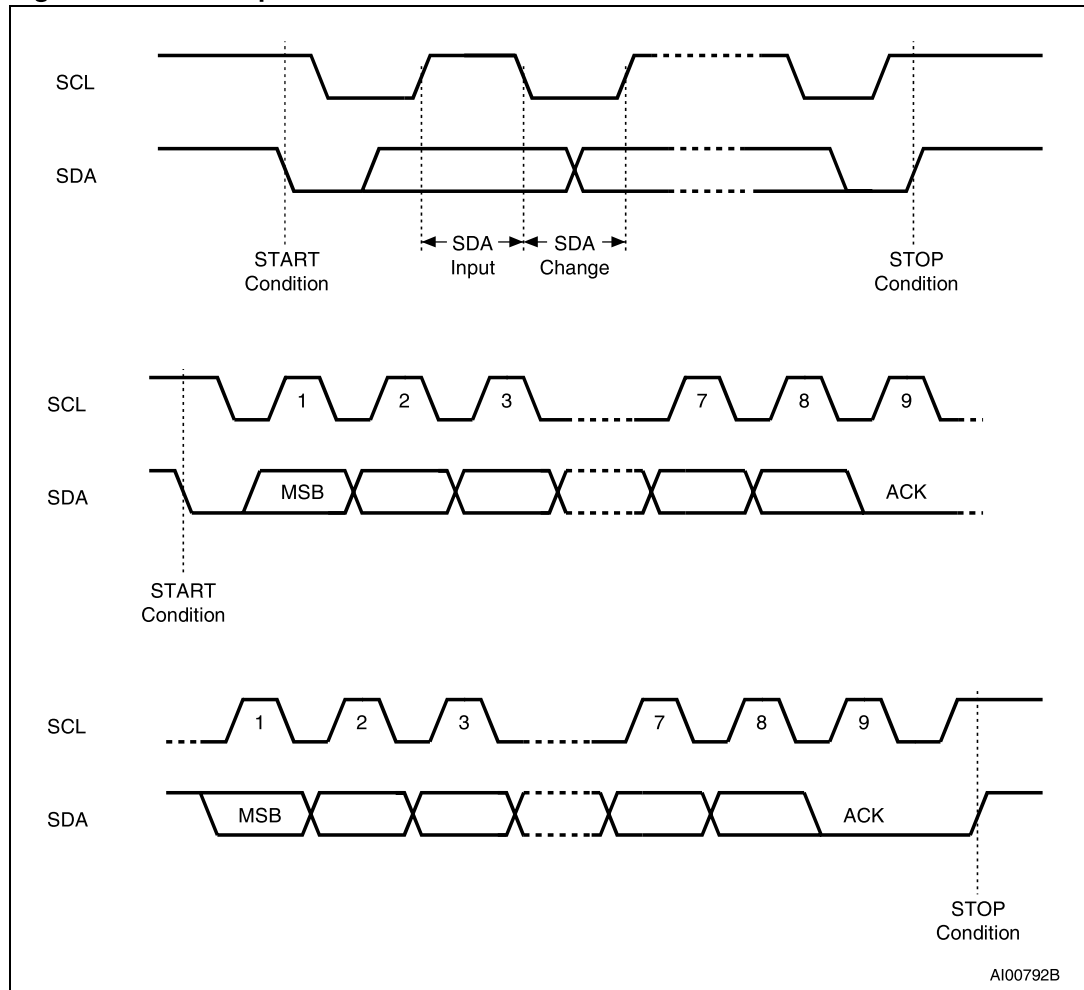 SCL
SDA
SDA
Input
SDA
Change
START
Condition
STOP
Condition
SCL
1
2
3
7
8
9
SDA
MSB
ACK
START
Condition
SCL
1
2
3
7
8
9
SDA
MSB
ACK
STOP
Condition
AI00792B